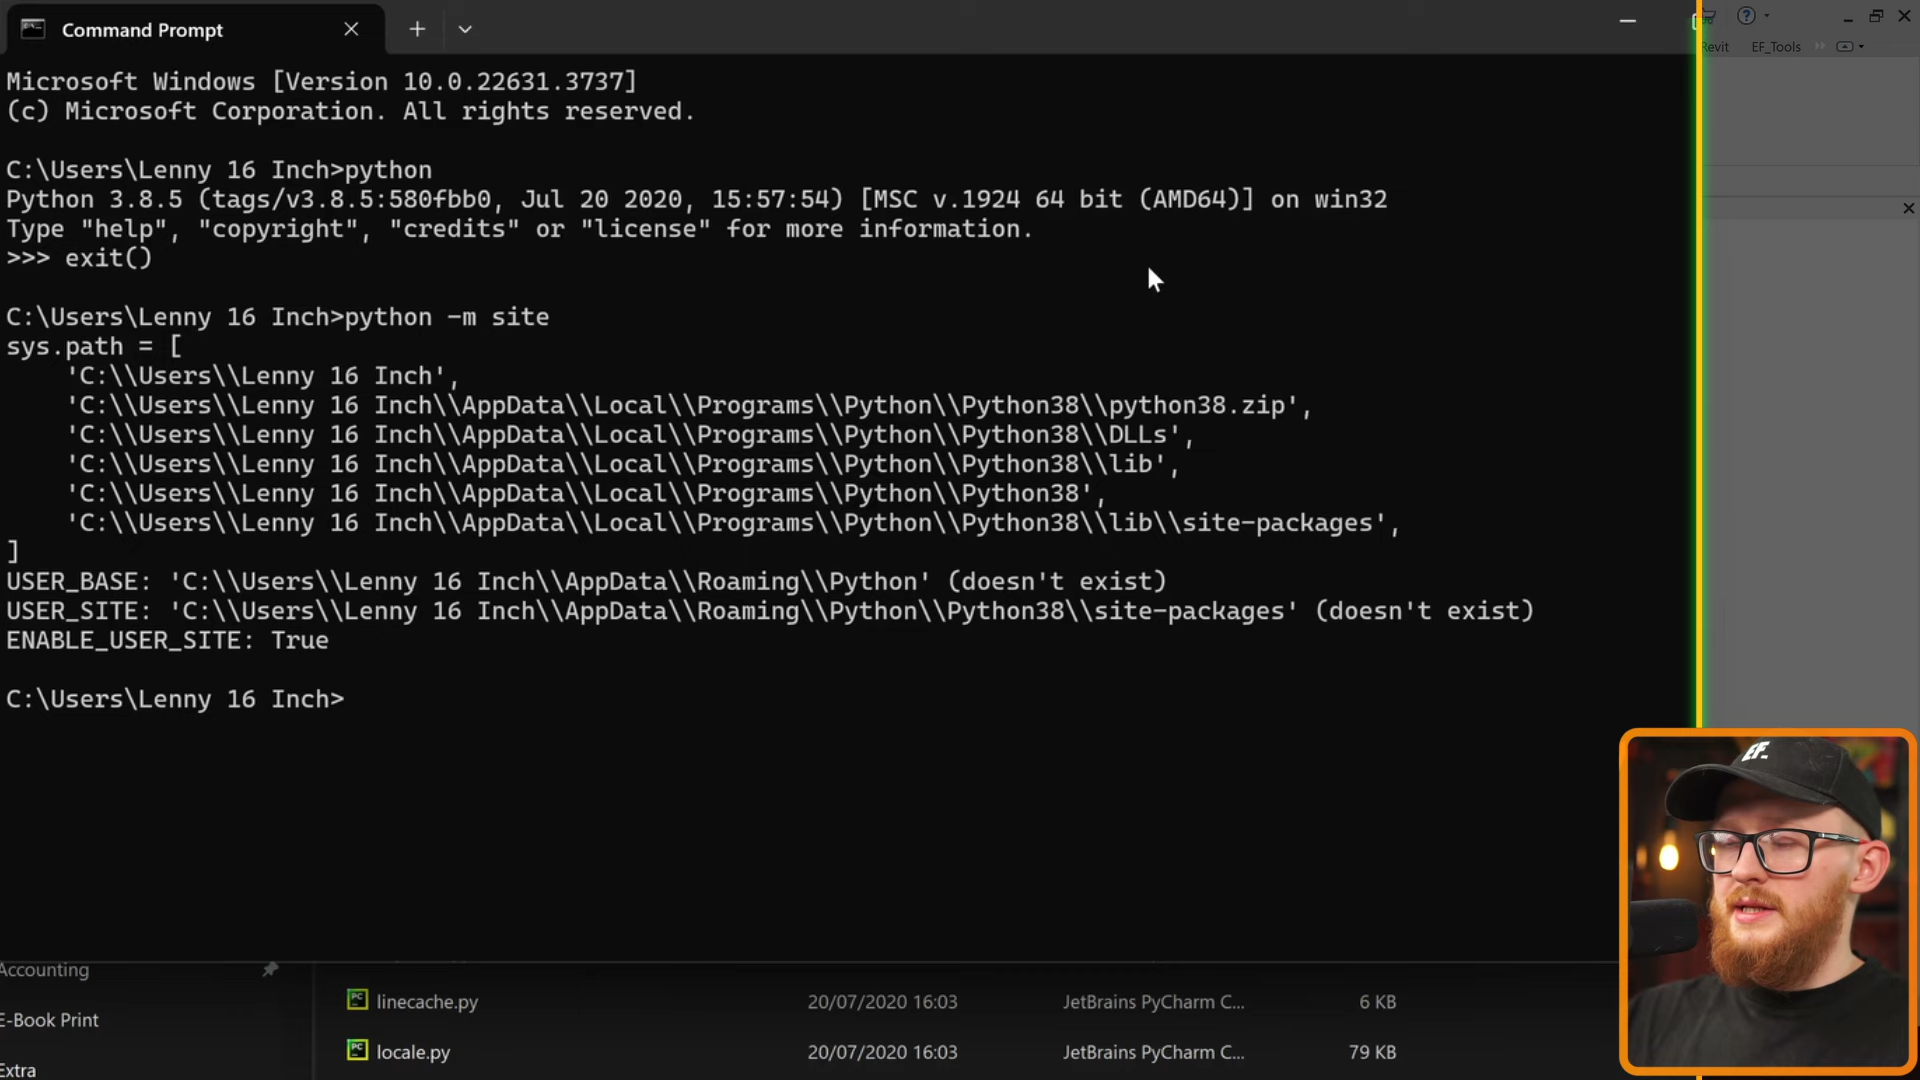 Command Prompt
Revit
EF_Tools
Microsoft Windows [Version 10.0.22631.3737]
(c) Microsoft Corporation. All rights reserved.
C:\Users\Lenny 16 Inch>python
Python 3.8.5 (tags/v3.8.5:580fbb0, Jul 20 2020, 15:57:54) [MSC v.1924 64 bit (AMD64)] on win32
Type "help", "copyright", "credits" or "license" for more information.
>>> exit()
C:\Users\Lenny 16 Inch>python -m site
sys.path = [
'C:\\Users\\Lenny 16 Inch',
'C:\\Users\\Lenny 16 Inch\\AppData\\Local\\Programs\\Python\\Python38\\python38.zip',
'C:\\Users\\Lenny 16 Inch\\AppData\\Local\\Programs\\Python\\Python38\\DLLs',
'C:\\Users\\Lenny 16 Inch\\AppData\\Local\\Programs\\Python\\Python38\\lib',
'C:\\Users\\Lenny 16 Inch\\AppData\\Local\\Programs\\Python\\Python38',
'C:\\Users\\Lenny 16 Inch\\AppData\\Local\\Programs\\Python\\Python38\\lib\\site-packages',
]
USER_BASE: 'C:\\Users\\Lenny 16 Inch\\AppData\\Roaming\\Python' (doesn't exist)
USER_SITE: 'C:\\Users\\Lenny 16 Inch\\AppData\\Roaming\\Python\\Python38\\site-packages' (doesn't exist)
ENABLE_USER_SITE: True
C:\Users\Lenny 16 Inch>
EF.
Accounting
linecache.py 20/07/2020 16:03 JetBrains PyCharm C... 6 KB
E-Book Print
locale.py 20/07/2020 16:03 JetBrains PyCharm C... 79 KB
Extra